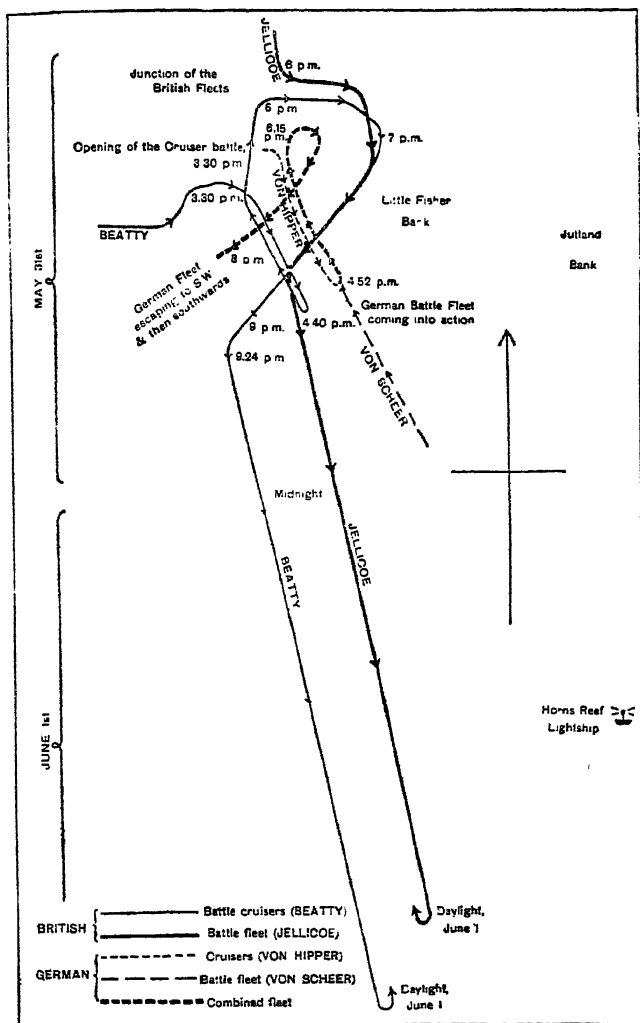 JELLICOE
6 p.m.
Junction of the
British Fleets
6 pm
6.15
p m.
7 p.m.
Opening of the Cruiser battle,
3 30 pm
3.30 p m.
VON HIPPER
Little Fisher
Bank
BEATTY
Jutland
Bank
8 p m
German Fleet
escaping to S W
& then southwards
4.52 p.m.
German Battle Fleet
coming into action
4.40 p.m.
9 p m.
9.24 p m
VON SCHEER
MAY 31st
Midnight
JELLICOE
BEATTY
JUNE 1st
Horns Reef
Lightship
Daylight,
June 1
Daylight,
June 1
BRITISH
Battle cruisers (BEATTY)
Battle fleet (JELLICOE)
GERMAN
Cruisers (VON HIPPER)
Battle fleet (VON SCHEER)
Combined fleet